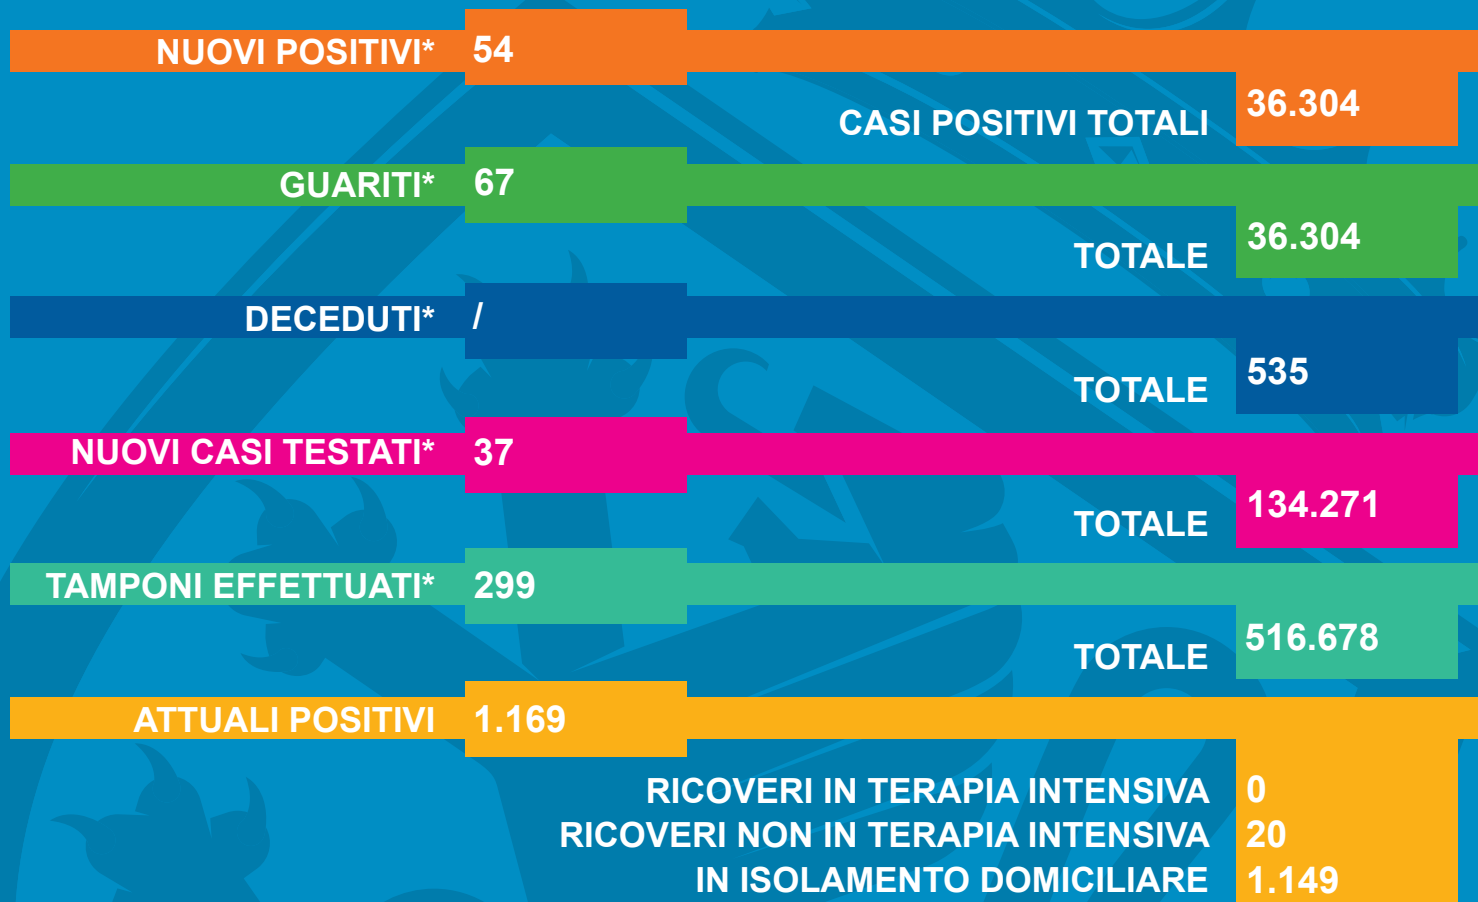 NUOVI POSITIVI* 54
CASI POSITIVI TOTALI 36.304
GUARITI* 67
TOTALE 36.304
DECEDUTI* /
TOTALE 535
NUOVI CASI TESTATI* 37
TOTALE 134.271
TAMPONI EFFETTUATI* 299
TOTALE 516.678
ATTUALI POSITIVI 1.169
RICOVERI IN TERAPIA INTENSIVA 0
RICOVERI NON IN TERAPIA INTENSIVA 20
IN ISOLAMENTO DOMICILIARE 1.149